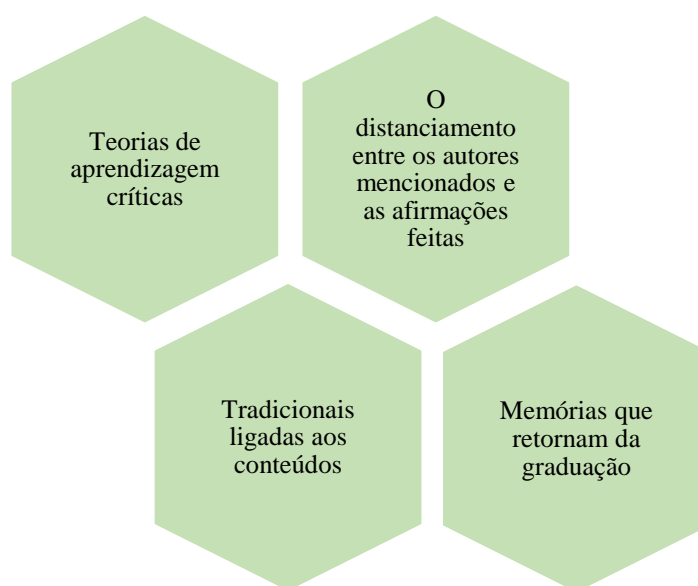 Teorias de
aprendizagem
críticas
O
distanciamento
entre os autores
mencionados e
as afirmações
feitas
Tradicionais
ligadas aos
conteúdos
Memórias que
retornam da
graduação